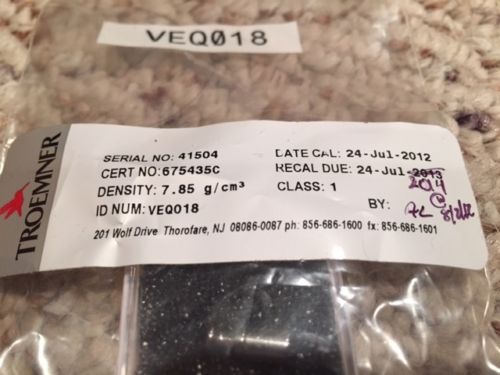 VEQ018
TROEMNER
SERIAL NO: 41504 DATE CAL: 24-Jul-2012
CERT NO: 675435C RECAL DUE: 24-Jul-2013
2014
DENSITY: 7.85 g/cm³ CLASS: 1
ID NUM: VEQ018 BY:
201 Wolf Drive Thorofare, NJ 08086-0087 ph: 856-686-1600 fx: 856-686-1601